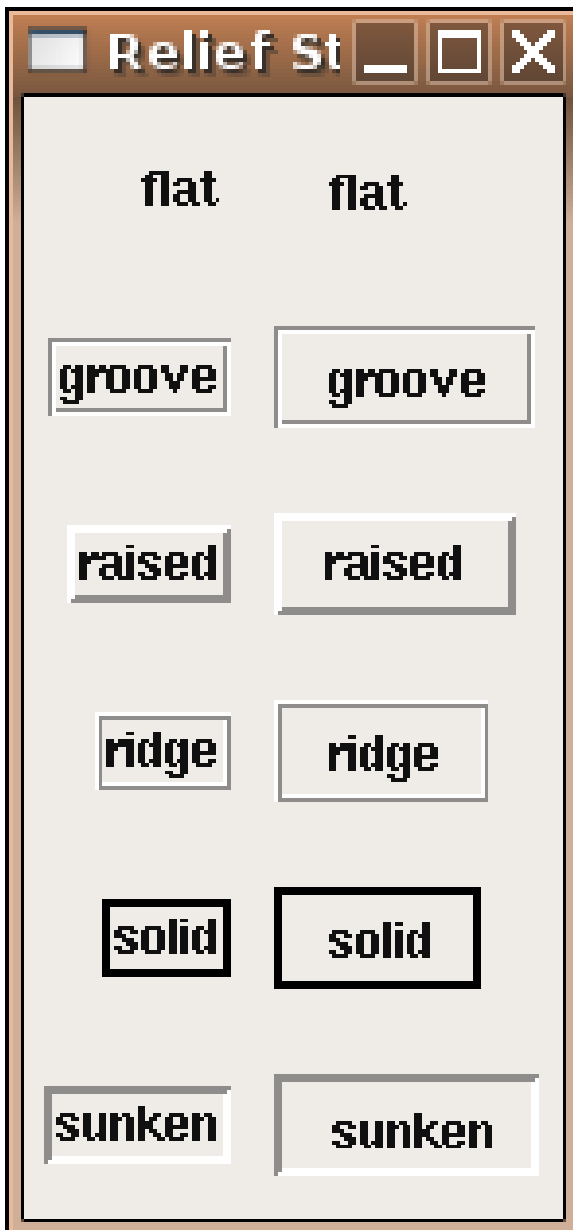 Relief St
flat flat
groove groove
raised raised
ridge ridge
solid solid
sunken sunken